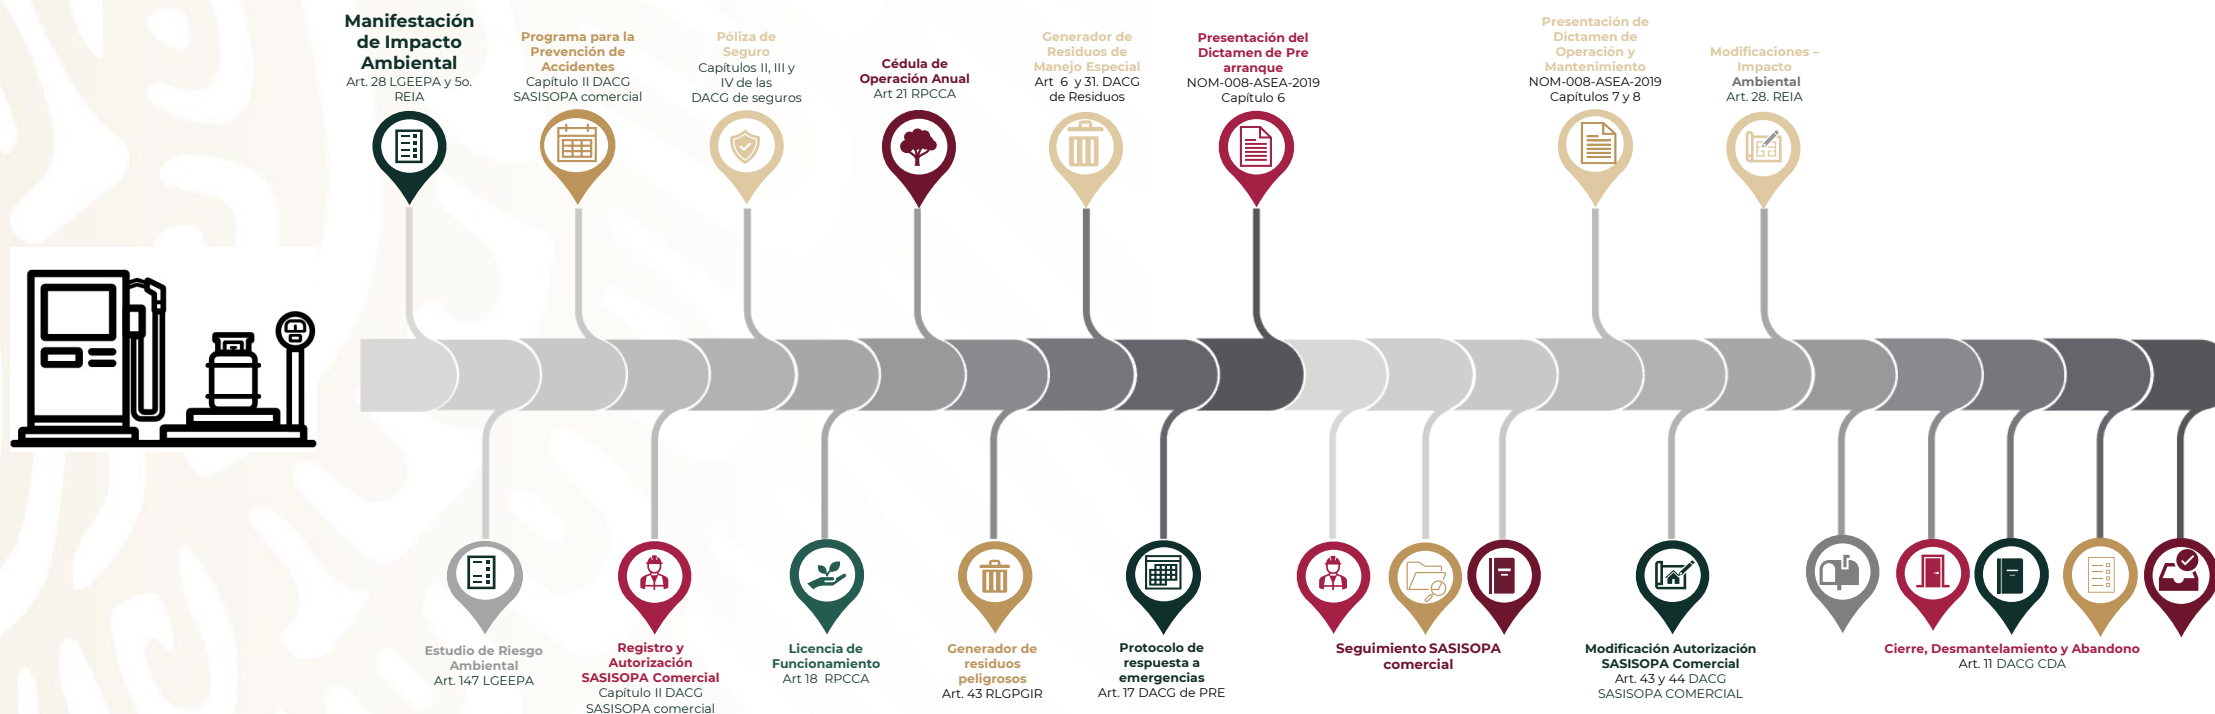 Manifestación
de Impacto
Ambiental
Art. 28 LGEEPA y 5o.
REIA
Programa para la
Prevención de
Accidentes
Capítulo II DACG
SASISOPA comercial
Póliza de
Seguro
Capítulos II, III y
IV de las
DACG de seguros
Cédula de
Operación Anual
Art 21 RPCCA
Generador de
Residuos de
Manejo Especial
Art 6 y 31. DACG
de Residuos
Presentación del
Dictamen de Pre
arranque
NOM-008-ASEA-2019
Capítulo 6
Presentación de
Dictamen de
Operación y
Mantenimiento
NOM-008-ASEA-2019
Capítulos 7 y 8
Modificaciones –
Impacto
Ambiental
Art. 28. REIA
Estudio de Riesgo
Ambiental
Art. 147 LGEEPA
Registro y
Autorización
SASISOPA Comercial
Capítulo II DACG
SASISOPA comercial
Licencia de
Funcionamiento
Art 18 RPCCA
Generador de
residuos
peligrosos
Art. 43 RLGPGIR
Protocolo de
respuesta a
emergencias
Art. 17 DACG de PRE
Seguimiento SASISOPA
comercial
Modificación Autorización
SASISOPA Comercial
Art. 43 y 44 DACG
SASISOPA COMERCIAL
Cierre, Desmantelamiento y Abandono
Art. 11 DACG CDA